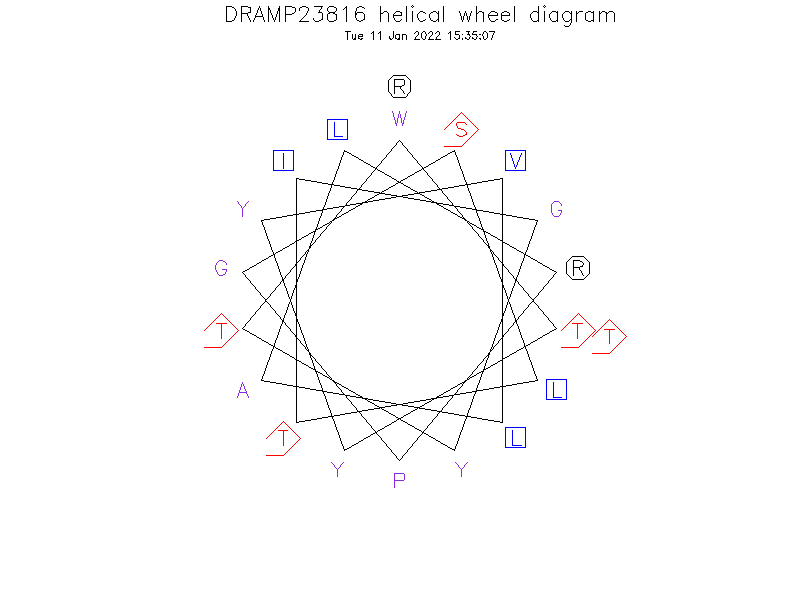 DRAMP23816 helical wheel diagram
Tue 11 Jan 2022 15:35:07
R
W
L S
I V
Y G
G R
T T T
A L
T L
Y Y
P